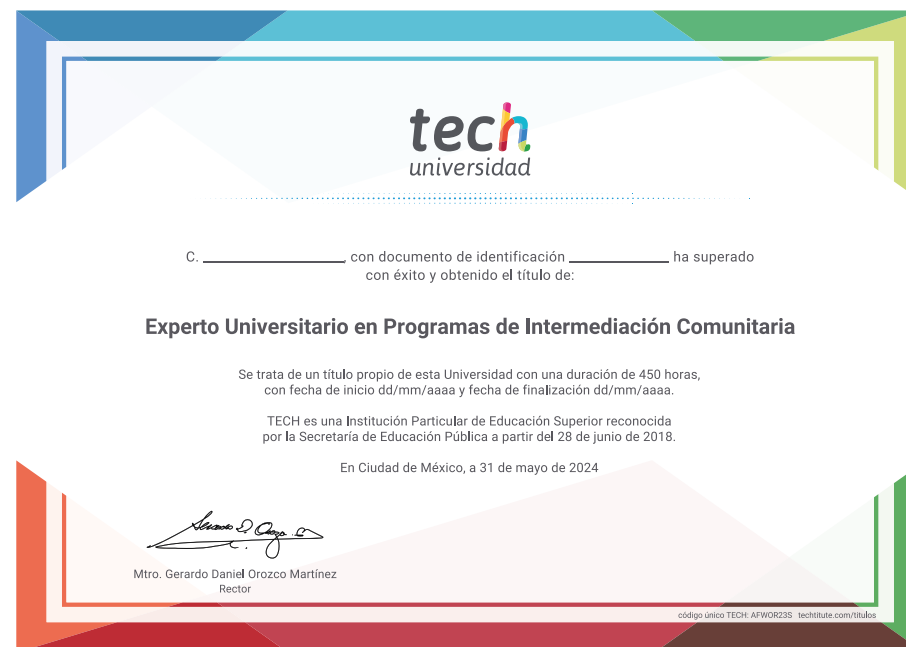 tech
universidad
C. ____________________, con documento de identificación ______________ ha superado
con éxito y obtenido el título de:
Experto Universitario en Programas de Intermediación Comunitaria
Se trata de un título propio de esta Universidad con una duración de 450 horas,
con fecha de inicio dd/mm/aaaa y fecha de finalización dd/mm/aaaa.
TECH es una Institución Particular de Educación Superior reconocida
por la Secretaría de Educación Pública a partir del 28 de junio de 2018.
En Ciudad de México, a 31 de mayo de 2024
Mtro. Gerardo Daniel Orozco Martínez
Rector
código único TECH: AFWOR23S techtitute.com/titulos